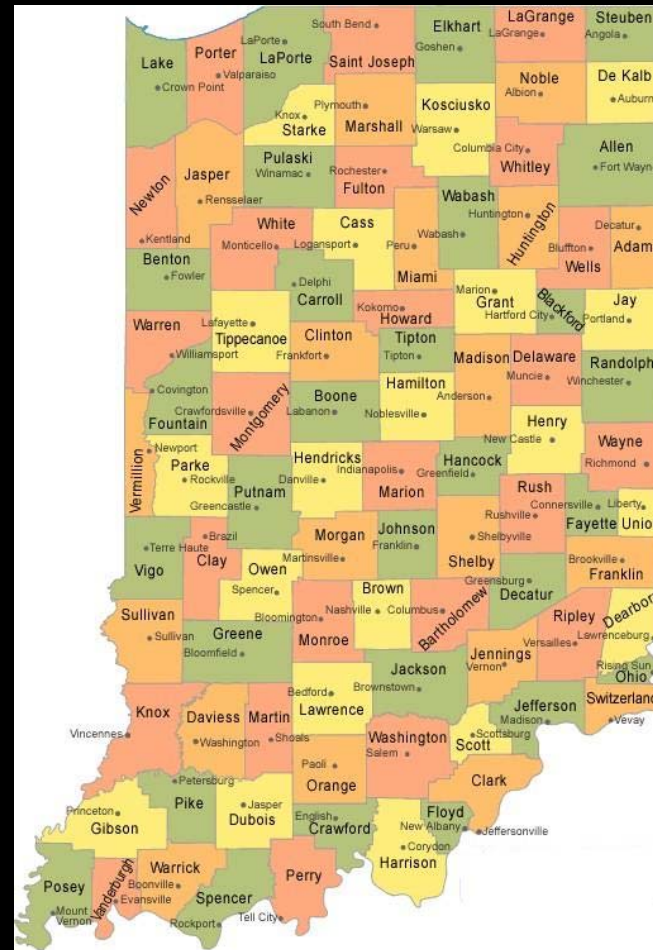 Lake
Crown Point
Porter
Valparaiso
LaPorte
LaPorte
South Bend
Saint Joseph
Elkhart
Goshen
LaGrange
LaGrange
Steuben
Angola
Knox
Starke
Plymouth
Marshall
Kosciusko
Warsaw
Noble
Albion
De Kalb
Auburn
Newton
Kentland
Jasper
Rensselaer
Pulaski
Winamac
Rochester
Fulton
Columbia City
Whitley
Allen
Fort Wayne
White
Monticello
Cass
Logansport
Peru
Miami
Wabash
Wabash
Huntington
Huntington
Bluffton
Wells
Decatur
Adam
Benton
Fowler
Delphi
Carroll
Kokomo
Howard
Marion
Grant
Hartford City
Blackford
Jay
Portland
Warren
Williamsport
Lafayette
Tippecanoe
Clinton
Frankfort
Tipton
Tipton
Madison
Anderson
Delaware
Muncie
Randolph
Winchester
Covington
Fountain
Crawfordsville
Montgomery
Boone
Labanon
Hamilton
Noblesville
Henry
New Castle
Wayne
Richmond
Vermillion
Newport
Parke
Rockville
Putnam
Greencastle
Hendricks
Danville
Indianapolis
Marion
Hancock
Greenfield
Rush
Rushville
Connersville
Fayette
Liberty
Unio
Vigo
Terre Haute
Brazil
Clay
Owen
Spencer
Morgan
Martinsville
Johnson
Franklin
Shelbyville
Shelby
Greensburg
Decatur
Brookville
Franklin
Sullivan
Sullivan
Greene
Bloomfield
Bloomington
Monroe
Brown
Nashville
Columbus
Bartholomew
Jennings
Vernon
Ripley
Versailles
Dearborn
Lawrenceburg
Rising Sun
Ohio
Knox
Vincennes
Daviess
Washington
Martin
Shoals
Bedford
Lawrence
Jackson
Brownstown
Washington
Salem
Scott
Scottsburg
Jefferson
Madison
Switzerland
Vevay
Princeton
Gibson
Petersburg
Pike
Jasper
Dubois
Paoli
Orange
English
Crawford
Clark
Floyd
New Albany
Jeffersonville
Corydon
Harrison
Posey
Mount
Vernon
Vanderburgh
Evansville
Warrick
Boonville
Spencer
Rockport
Perry
Tell City